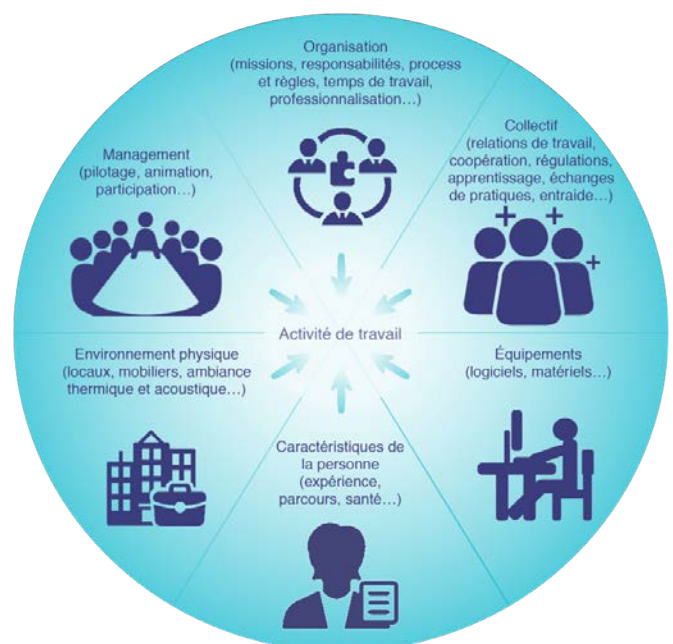 Organisation
(missions, responsabilités, process
et règles, temps de travail,
professionnalisation…)
Collectif
(relations de travail,
coopération, régulations,
apprentissage, échanges
de pratiques, entraide…)
Management
(pilotage, animation,
participation…)
Activité de travail
Environnement physique
(locaux, mobiliers, ambiance
thermique et acoustique…)
Équipements
(logiciels, matériels…)
Caractéristiques de
la personne
(expérience,
parcours, santé…)